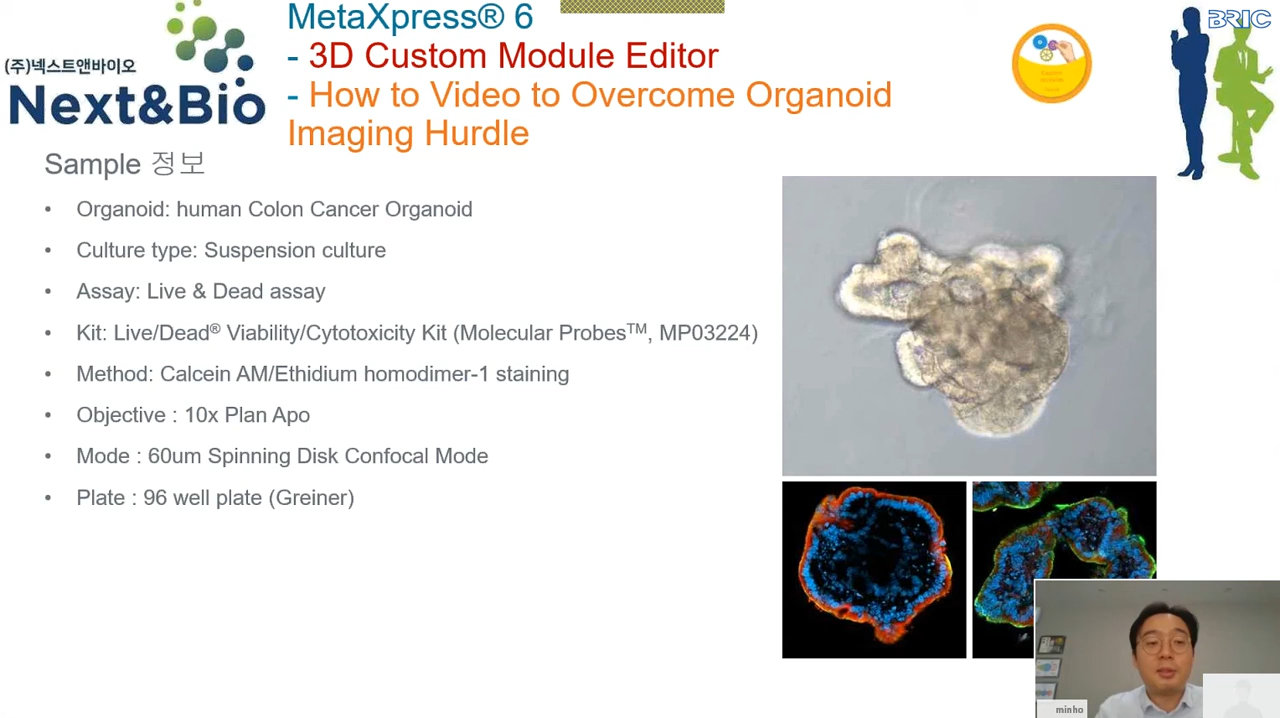 MetaXpress® 6
- 3D Custom Module Editor
- How to Video to Overcome Organoid
Imaging Hurdle
(주)넥스트앤바이오
Next&Bio
BRIC
Sample 정보
• Organoid: human Colon Cancer Organoid
• Culture type: Suspension culture
• Assay: Live & Dead assay
• Kit: Live/Dead® Viability/Cytotoxicity Kit (Molecular Probes™, MP03224)
• Method: Calcein AM/Ethidium homodimer-1 staining
• Objective : 10x Plan Apo
• Mode : 60um Spinning Disk Confocal Mode
• Plate : 96 well plate (Greiner)
minho